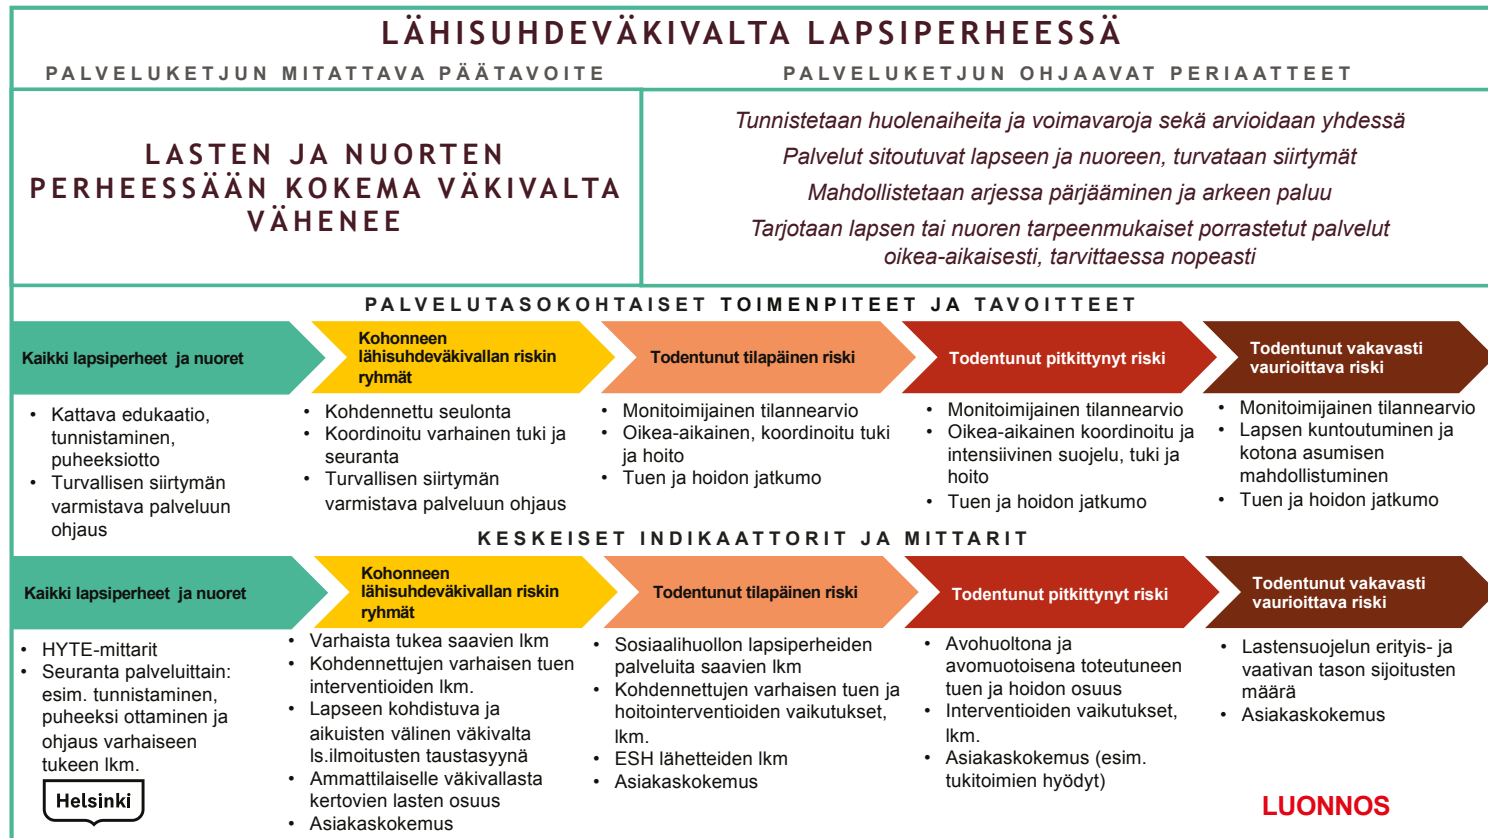 LÄHISUHDEVÄKIVALTA LAPSIPERHEESSÄ
PALVELUKETJUN MITATTAVA PÄÄTAVOITE
PALVELUKETJUN OHJAAVAT PERIAATTEET
LASTEN JA NUORTEN
PERHEESSÄÄN KOKEMA VÄKIVALTA
VÄHENEE
Tunnistetaan huolenaiheita ja voimavaroja sekä arvioidaan yhdessä
Palvelut sitoutuvat lapseen ja nuoreen, turvataan siirtymät
Mahdollistetaan arjessa pärjääminen ja arkeen paluu
Tarjotaan lapsen tai nuoren tarpeenmukaiset porrastetut palvelut
oikea-aikaisesti, tarvittaessa nopeasti
PALVELUTASOKOHTAISET TOIMENPITEET JA TAVOITTEET
Kaikki lapsiperheet ja nuoret
Kohonneen
lähisuhdeväkivallan riskin
ryhmät
Todentunut tilapäinen riski
Todentunut pitkittynyt riski
Todentunut vakavasti
vaurioittava riski
• Kattava edukaatio,
tunnistaminen,
puheeksiotto
• Turvallisen siirtymän
varmistava palveluun
ohjaus
• Kohdennettu seulonta
• Koordinoitu varhainen tuki ja
seuranta
• Turvallisen siirtymän
varmistava palveluun ohjaus
• Monitoimijainen tilannearvio
• Oikea-aikainen, koordinoitu tuki
ja hoito
• Tuen ja hoidon jatkumo
• Monitoimijainen tilannearvio
• Oikea-aikainen koordinoitu ja
intensiivinen suojelu, tuki ja
hoito
• Tuen ja hoidon jatkumo
• Monitoimijainen tilannearvio
• Lapsen kuntoutuminen ja
kotona asumisen
mahdollistuminen
• Tuen ja hoidon jatkumo
KESKEISET INDIKAATTORIT JA MITTARIT
Kaikki lapsiperheet ja nuoret
Kohonneen
lähisuhdeväkivallan riskin
ryhmät
Todentunut tilapäinen riski
Todentunut pitkittynyt riski
Todentunut vakavasti
vaurioittava riski
• HYTE-mittarit
• Seuranta palveluittain:
esim. tunnistaminen,
puheeksi ottaminen ja
ohjaus varhaiseen
tukeen lkm.
• Varhaista tukea saavien lkm
• Kohdennettujen varhaisen tuen
interventioiden lkm.
• Lapseen kohdistuva ja
aikuisten välinen väkivalta
ls.ilmoitusten taustasyynä
• Ammattilaiselle väkivallasta
kertovien lasten osuus
• Asiakaskokemus
• Sosiaalihuollon lapsiperheiden
palveluita saavien lkm
• Kohdennettujen varhaisen tuen ja
hoitointerventioiden vaikutukset,
lkm.
• ESH lähetteiden lkm
• Asiakaskokemus
• Avohuoltona ja
avomuotoisena toteutuneen
tuen ja hoidon osuus
• Interventioiden vaikutukset,
lkm.
• Asiakaskokemus (esim.
tukitoimien hyödyt)
• Lastensuojelun erityis- ja
vaativan tason sijoitusten
määrä
• Asiakaskokemus
Helsinki
LUONNOS